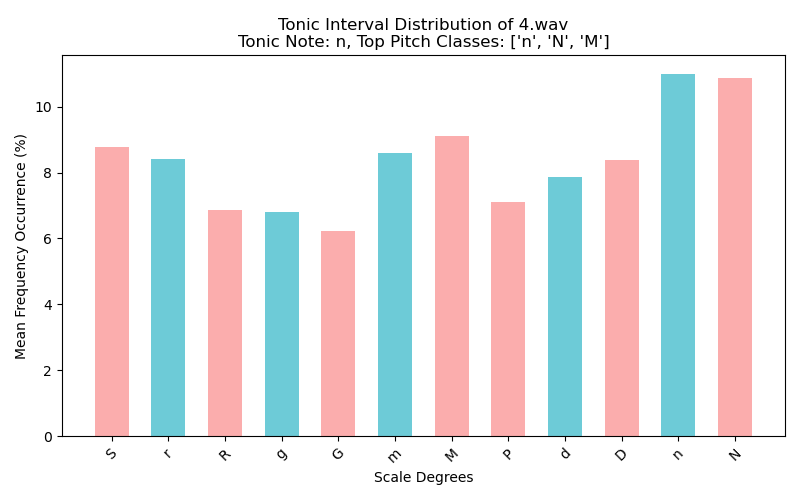 Tonic Interval Distribution of 4.wav
Tonic Note: n, Top Pitch Classes: ['n', 'N', 'M']
Mean Frequency Occurrence (%)
10
8
6
4
2
0
S r R g G m M P d D n N
Scale Degrees